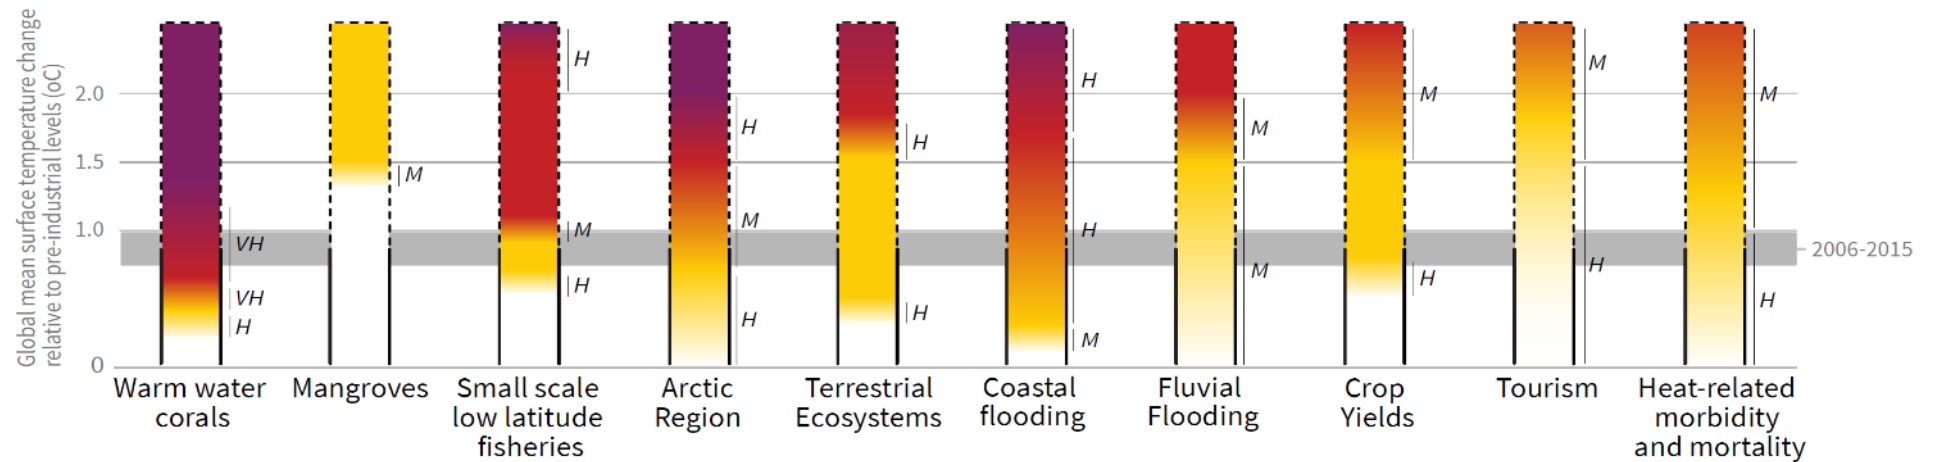 Global mean surface temperature change
relative to pre-industrial levels (oC)
2.0
1.5
1.0
0
VH
VH
H
M
H
M
H
H
M
H
H
H
H
H
M
M
M
M
H
M
H
M
H
2006-2015
Warm water
corals
Mangroves
Small scale
low latitude
fisheries
Arctic
Region
Terrestrial
Ecosystems
Coastal
flooding
Fluvial
Flooding
Crop
Yields
Tourism
Heat-related
morbidity
and mortality